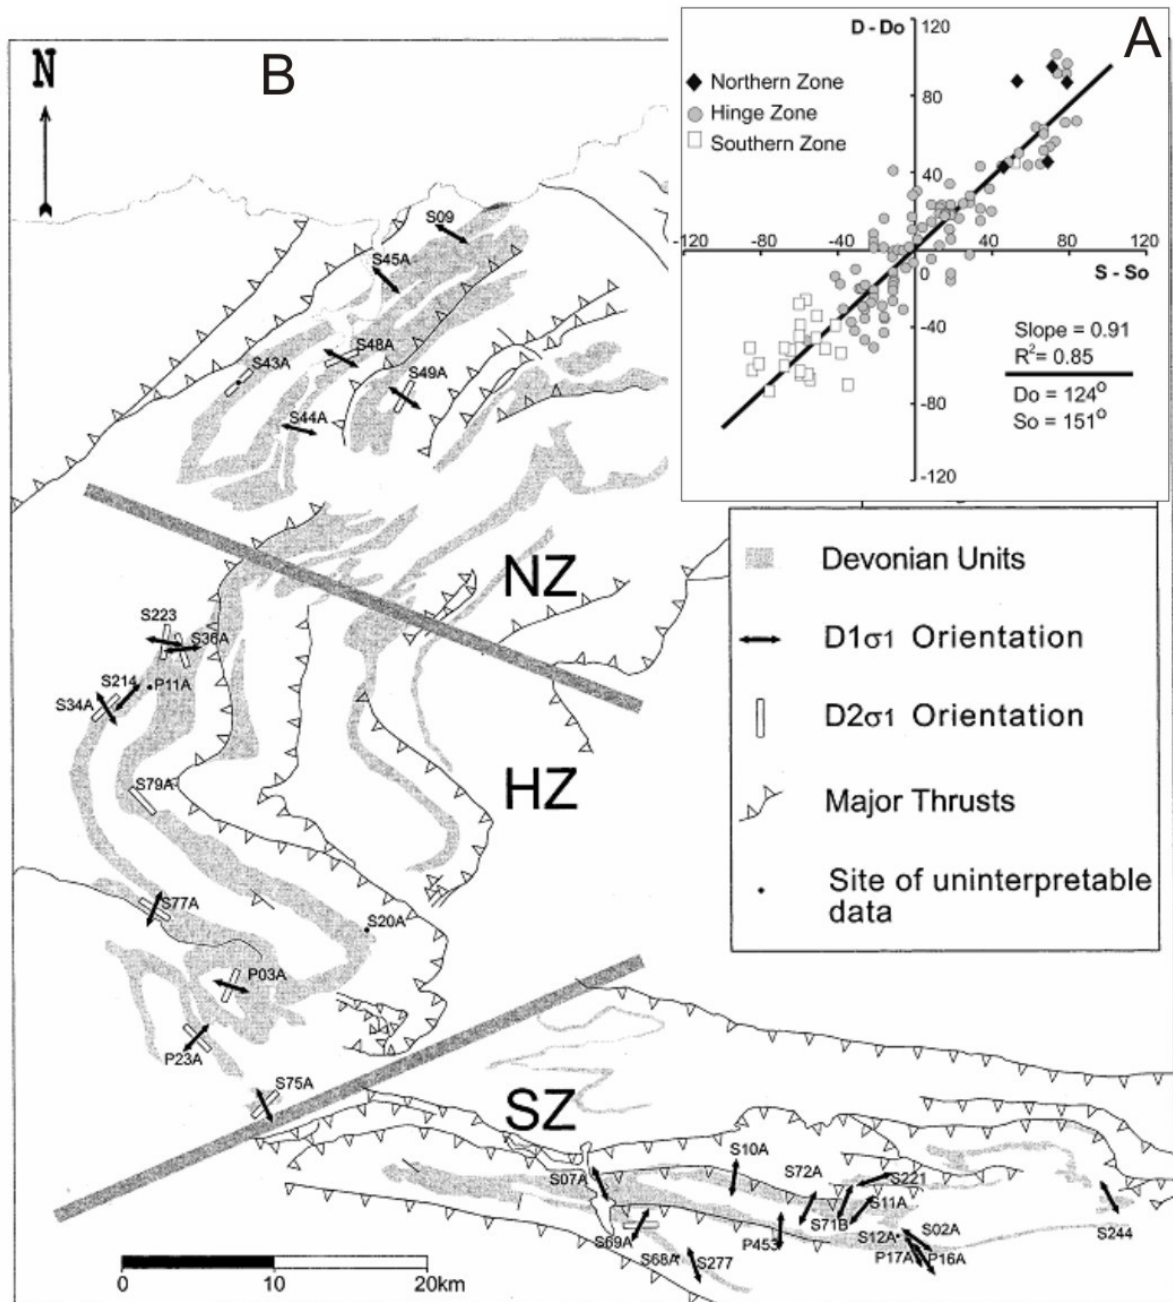 N
B
A
D - Do
120
80
40
-120
-80
-40
0
40
80
120
S - So
-40
-80
-120
Northern Zone
Hinge Zone
Southern Zone
Slope = 0.91
R²= 0.85
Do = 124°
So = 151°
S09
S45A
S48A
S43A
S49A
S44A
NZ
Devonian Units
D1σ1 Orientation
D2σ1 Orientation
Major Thrusts
Site of uninterpretable
data
S223
S36A
S214
P11A
S34A
HZ
S79A
S77A
S20A
P03A
P23A
S75A
SZ
S10A
S07A
S72A
S221
S11A
S71B
S69A
P453
S12A
S02A
S244
S68A
S277
P17A
P16A
0
20km